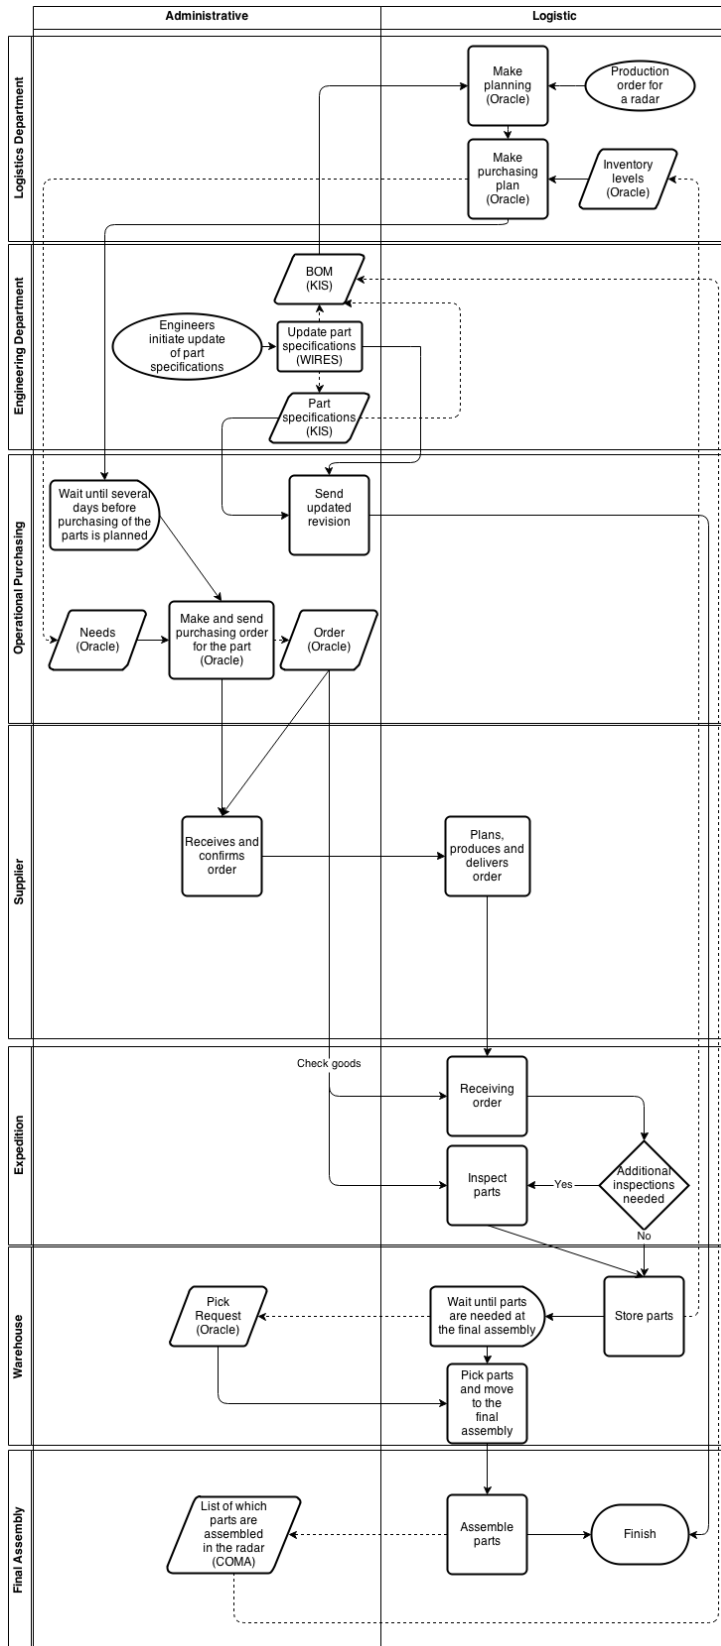 Administrative
Logistic
Logistics Department
Make
planning
(Oracle)
Production
order for
a radar
Make
purchasing
plan
(Oracle)
Inventory
levels
(Oracle)
Engineering Department
BOM
(KIS)
Engineers
initiate update
of part
specifications
Update part
specifications
(WIRES)
Part
specifications
(KIS)
Operational Purchasing
Wait until several
days before
purchasing of the
parts is planned
Send
updated
revision
Needs
(Oracle)
Make and send
purchasing order
for the part
(Oracle)
Order
(Oracle)
Supplier
Receives and
confirms
order
Plans,
produces and
delivers
order
Expedition
Check goods
Receiving
order
Inspect
parts
Yes
Additional
inspections
needed
No
Warehouse
Pick
Request
(Oracle)
Wait until parts
are needed at
the final assembly
Store parts
Pick parts
and move
to the
final
assembly
Final Assembly
List of which
parts are
assembled
in the radar
(COMA)
Assemble
parts
Finish